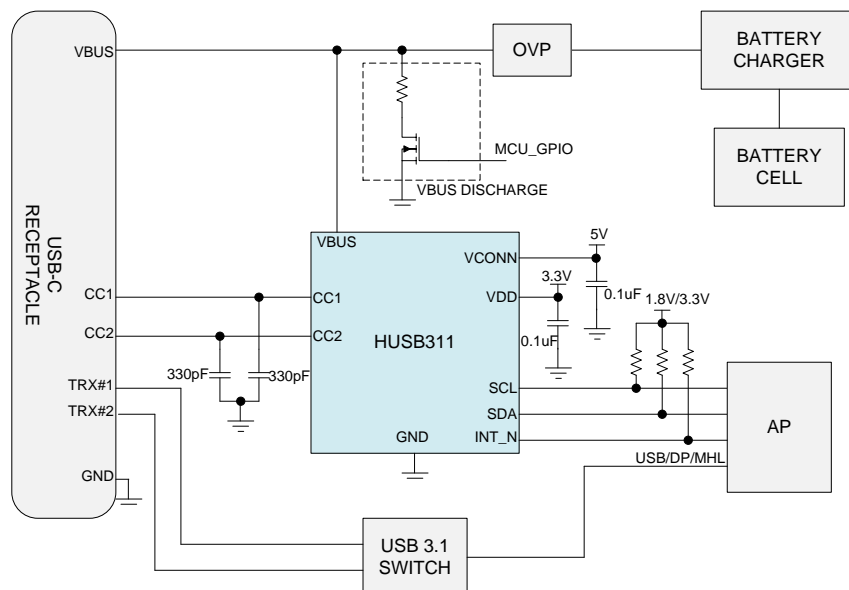 VBUS
OVP
BATTERY
CHARGER
MCU_GPIO
BATTERY
CELL
VBUS DISCHARGE
USB-C
RECEPTACLE
VBUS
VCONN
5V
0.1uF
CC1
CC1
VDD
3.3V
0.1uF
1.8V/3.3V
CC2
CC2
HUSB311
330pF
330pF
TRX#1
TRX#2
SCL
SDA
INT_N
AP
GND
USB/DP/MHL
GND
USB 3.1
SWITCH